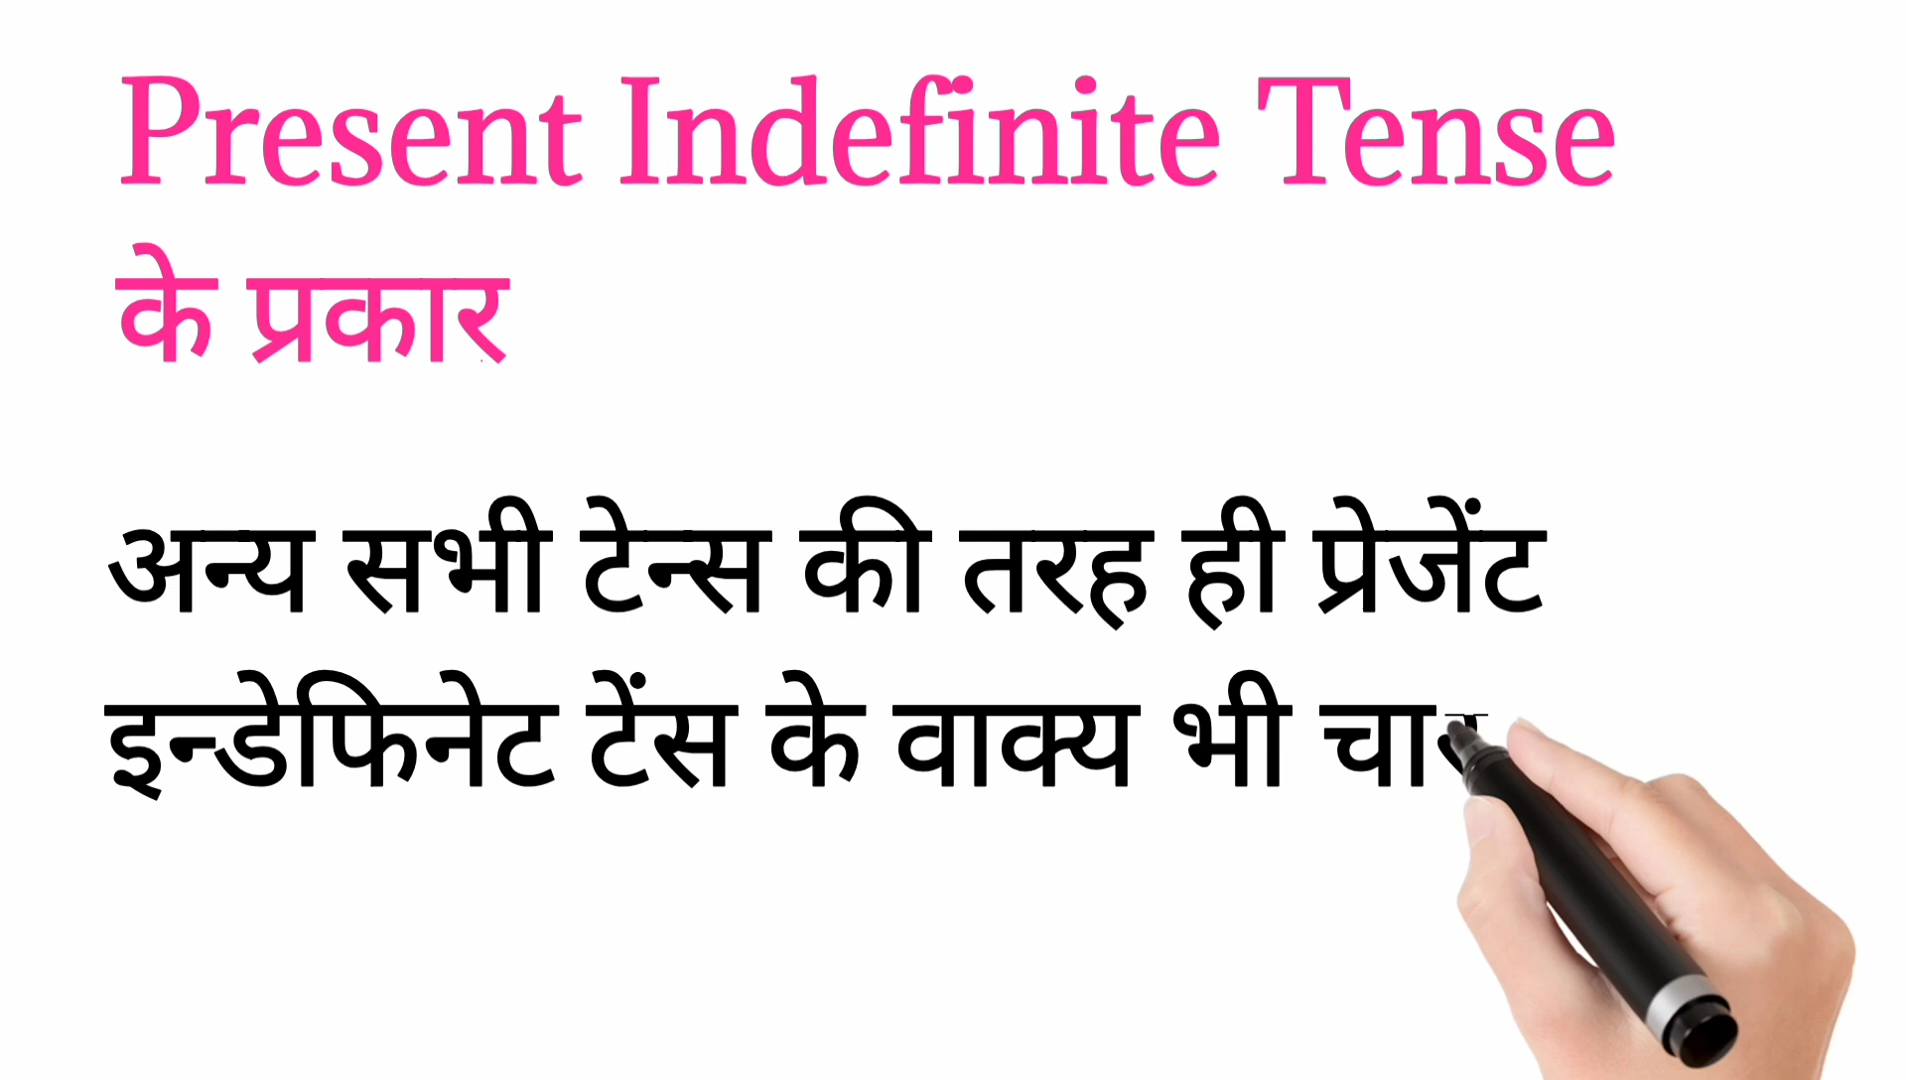 Present Indefinite Tense
के प्रकार
अन्य सभी टेन्स की तरह ही प्रेजेंट
इन्डेफिनेट टेंस के वाक्य भी